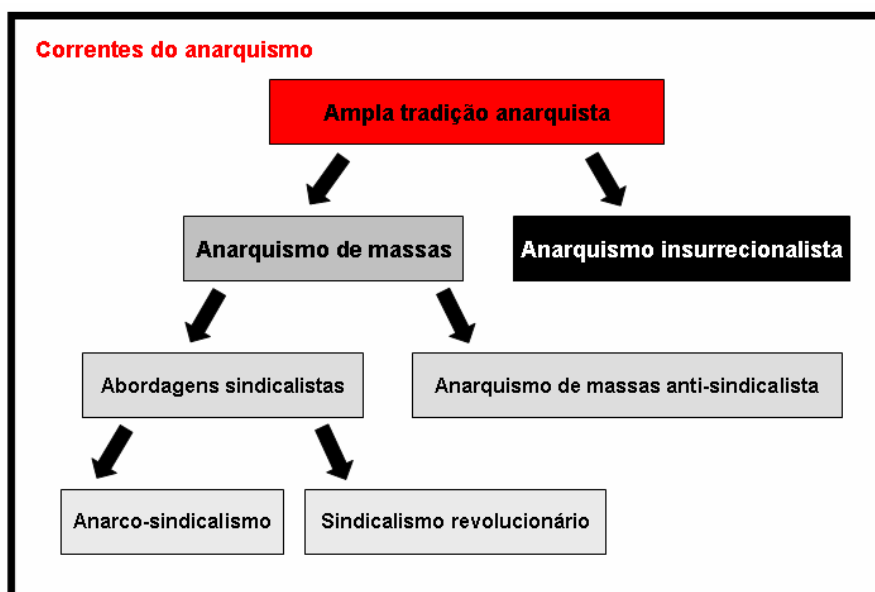 Correntes do anarquismo
Ampla tradição anarquista
Anarquismo de massas
Anarquismo insurrecionalista
Abordagens sindicalistas
Anarquismo de massas anti-sindicalista
Anarco-sindicalismo
Sindicalismo revolucionário